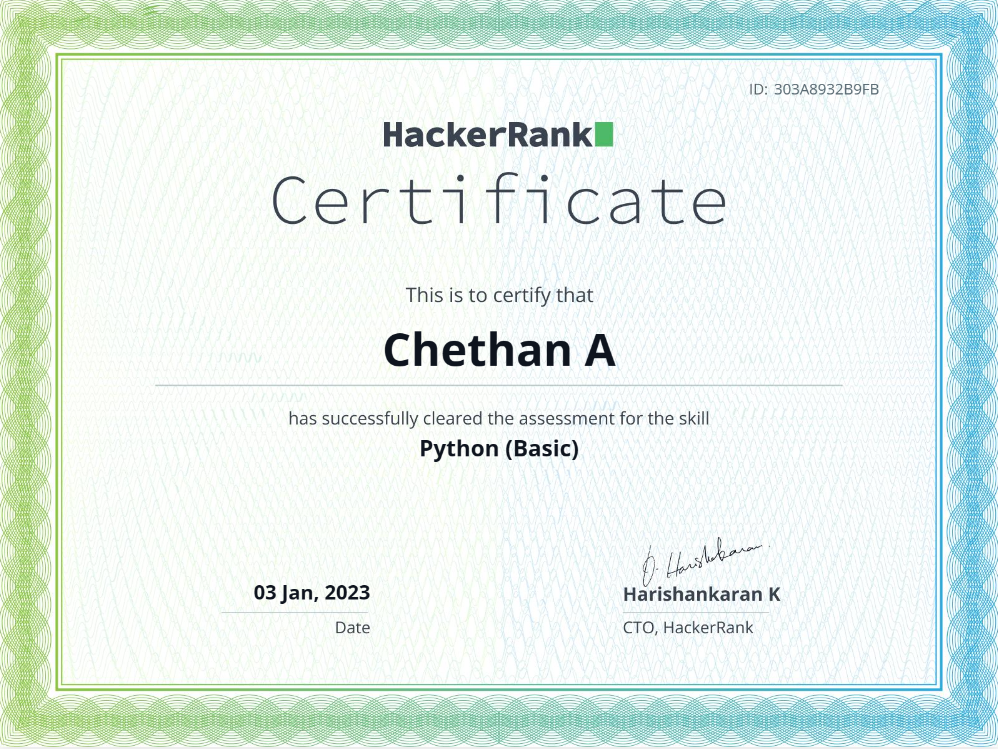 ID: 303A8932B9FB
HackerRank
Certificate
This is to certify that
Chethan A
has successfully cleared the assessment for the skill
Python (Basic)
03 Jan, 2023
Date
Harishankaran
Harishankaran K
CTO, HackerRank